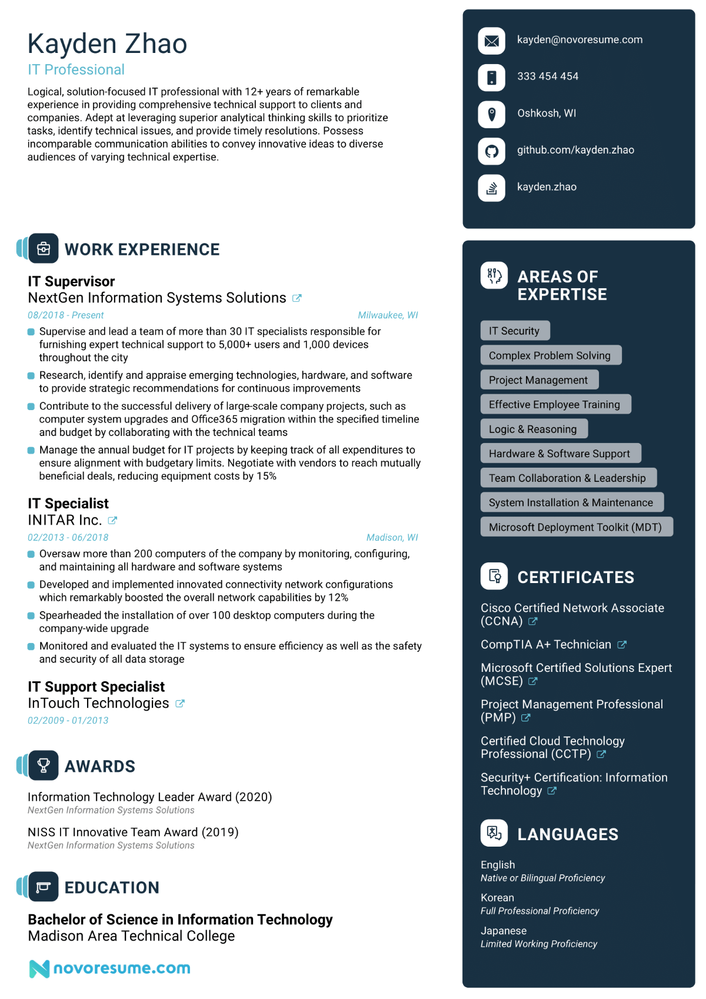 Kayden Zhao
IT Professional
Logical, solution-focused IT professional with 12+ years of remarkable
experience in providing comprehensive technical support to clients and
companies. Adept at leveraging superior analytical thinking skills to prioritize
tasks, identify technical issues, and provide timely resolutions. Possess
incomparable communication abilities to convey innovative ideas to diverse
audiences of varying technical expertise.
kayden@novoresume.com
333 454 454
Oshkosh, WI
github.com/kayden.zhao
kayden.zhao
WORK EXPERIENCE
IT Supervisor
NextGen Information Systems Solutions
08/2018 - Present Milwaukee, WI
Supervise and lead a team of more than 30 IT specialists responsible for
furnishing expert technical support to 5,000+ users and 1,000 devices
throughout the city
Research, identify and appraise emerging technologies, hardware, and software
to provide strategic recommendations for continuous improvements
Contribute to the successful delivery of large-scale company projects, such as
computer system upgrades and Office365 migration within the specified timeline
and budget by collaborating with the technical teams
Manage the annual budget for IT projects by keeping track of all expenditures to
ensure alignment with budgetary limits. Negotiate with vendors to reach mutually
beneficial deals, reducing equipment costs by 15%
IT Specialist
INITAR Inc.
02/2013 - 06/2018 Madison, WI
Oversaw more than 200 computers of the company by monitoring, configuring,
and maintaining all hardware and software systems
Developed and implemented innovated connectivity network configurations
which remarkably boosted the overall network capabilities by 12%
Spearheaded the installation of over 100 desktop computers during the
company-wide upgrade
Monitored and evaluated the IT systems to ensure efficiency as well as the safety
and security of all data storage
IT Support Specialist
InTouch Technologies
02/2009 - 01/2013
AWARDS
Information Technology Leader Award (2020)
NextGen Information Systems Solutions
NISS IT Innovative Team Award (2019)
NextGen Information Systems Solutions
EDUCATION
Bachelor of Science in Information Technology
Madison Area Technical College
novoresume.com
AREAS OF
EXPERTISE
IT Security
Complex Problem Solving
Project Management
Effective Employee Training
Logic & Reasoning
Hardware & Software Support
Team Collaboration & Leadership
System Installation & Maintenance
Microsoft Deployment Toolkit (MDT)
CERTIFICATES
Cisco Certified Network Associate
(CCNA)
CompTIA A+ Technician
Microsoft Certified Solutions Expert
(MCSE)
Project Management Professional
(PMP)
Certified Cloud Technology
Professional (CCTP)
Security+ Certification: Information
Technology
LANGUAGES
English
Native or Bilingual Proficiency
Korean
Full Professional Proficiency
Japanese
Limited Working Proficiency